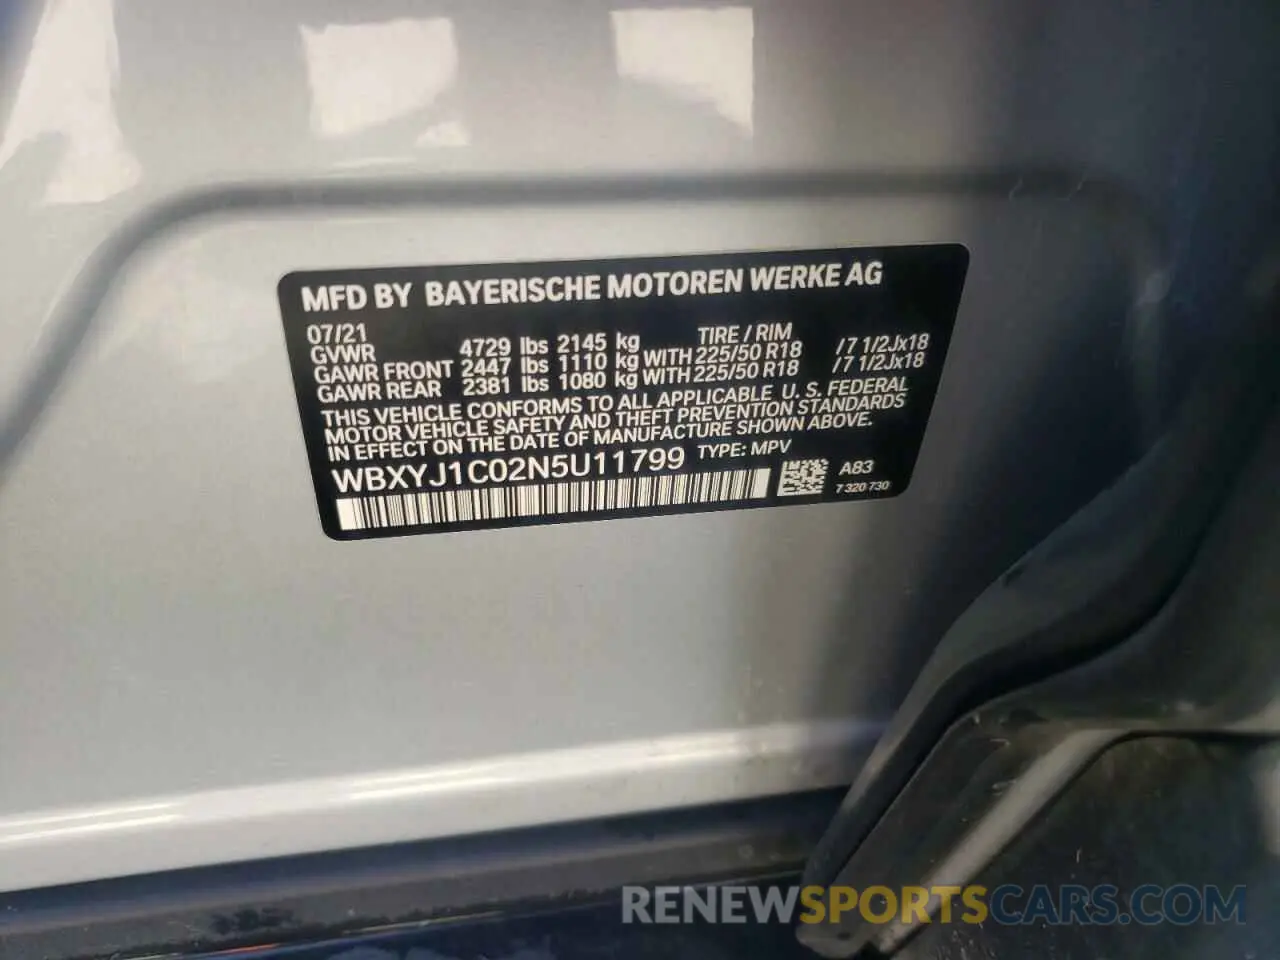 MFD BY BAYERISCHE MOTOREN WERKE AG
07/21 TIRE / RIM
GVWR 4729 lbs 2145 kg
GAWR FRONT 2447 lbs 1110 kg WITH 225/50 R18 /7 1/2Jx18
GAWR REAR 2381 lbs 1080 kg WITH 225/50 R18 /7 1/2Jx18
THIS VEHICLE CONFORMS TO ALL APPLICABLE U. S. FEDERAL
MOTOR VEHICLE SAFETY AND THEFT PREVENTION STANDARDS
IN EFFECT ON THE DATE OF MANUFACTURE SHOWN ABOVE.
WBXYJ1C02N5U11799 TYPE: MPV
A83
7 320 730
RENEWSPORTSCARS.COM